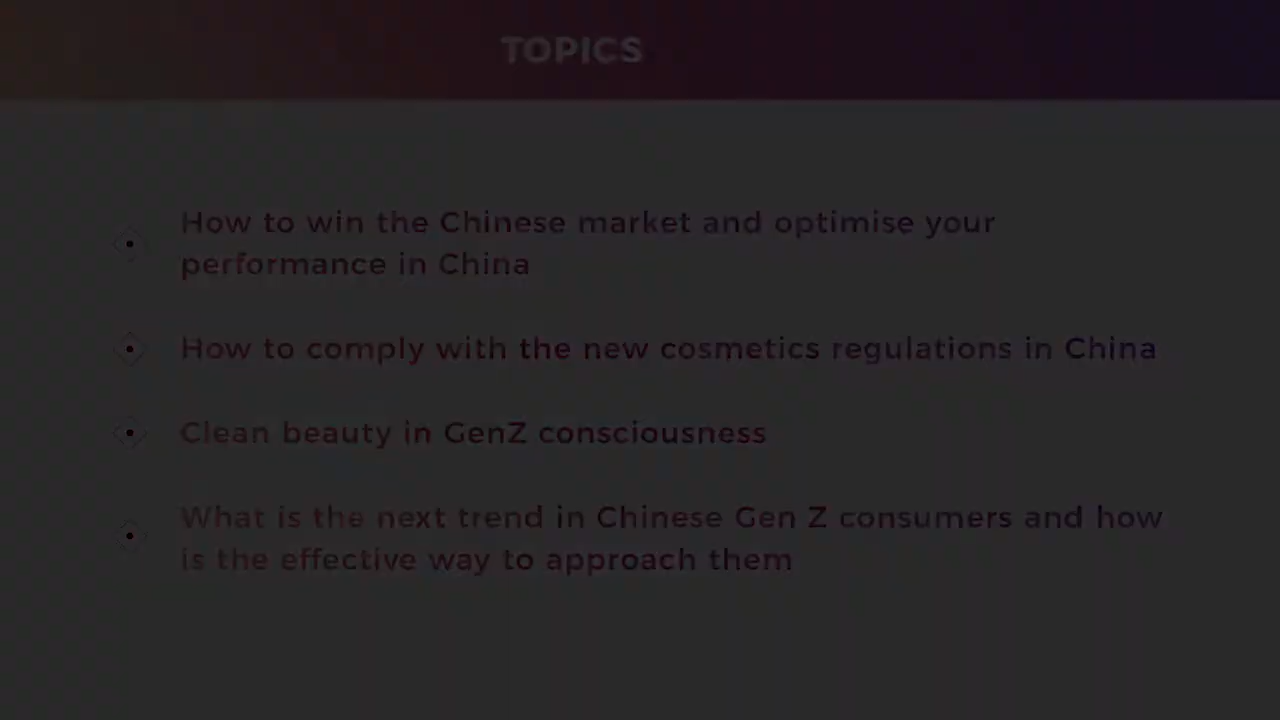 TOPICS
How to win the Chinese market and optimise your
performance in China
How to comply with the new cosmetics regulations in China
Clean beauty in GenZ consciousness
What is the next trend in Chinese Gen Z consumers and how
is the effective way to approach them